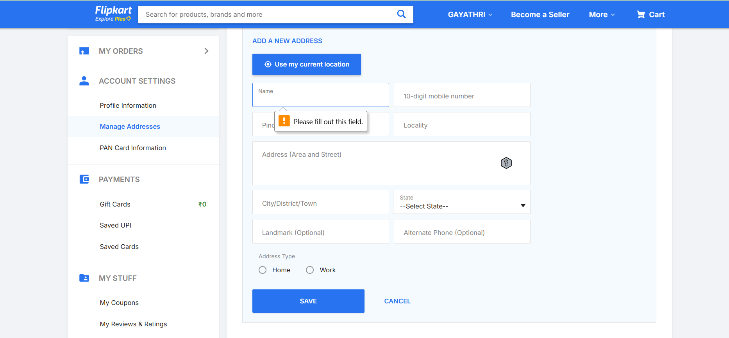 Flipkart
Explore Plus
Search for products, brands and more
GAYATHRI
Become a Seller
More
Cart
MY ORDERS
ACCOUNT SETTINGS
Profile Information
Manage Addresses
PAN Card Information
PAYMENTS
Gift Cards ₹0
Saved UPI
Saved Cards
MY STUFF
My Coupons
My Reviews & Ratings
ADD A NEW ADDRESS
Use my current location
Name
10-digit mobile number
Please fill out this field.
Locality
Address (Area and Street)
City/District/Town
State
--Select State--
Landmark (Optional)
Alternate Phone (Optional)
Address Type
Home
Work
SAVE
CANCEL